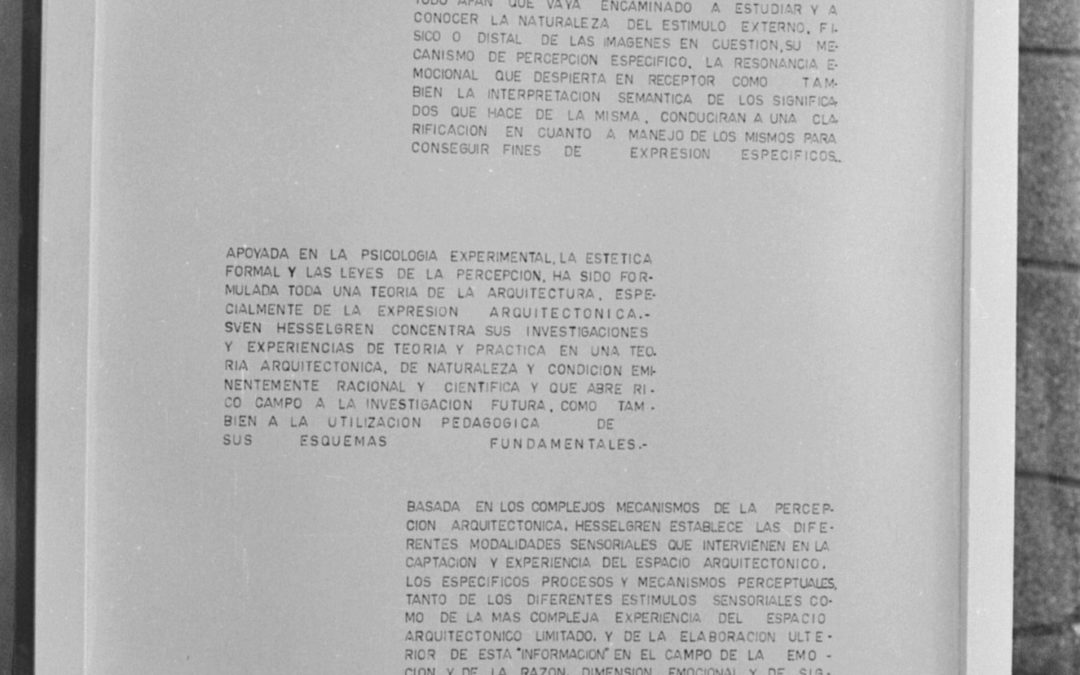 TODO AFAN QUE VAYA ENCAMINADO A ESTUDIAR Y A
CONOCER LA NATURALEZA DEL ESTIMULO EXTERNO, FI-
SICO O DISTAL DE LAS IMAGENES EN CUESTION, SU ME-
CANISMO DE PERCEPCION ESPECIFICO, LA RESONANCIA E-
MOCIONAL QUE DESPIERTA EN RECEPTOR COMO TAM-
BIEN LA INTERPRETACION SEMANTICA DE LOS SIGNIFICA
DOS QUE HACE DE LA MISMA, CONDUCIRAN A UNA CLA-
RIFICACION EN CUANTO A MANEJO DE LOS MISMOS PARA
CONSEGUIR FINES DE EXPRESION ESPECIFICOS.
APOYADA EN LA PSICOLOGIA EXPERIMENTAL, LA ESTETICA
FORMAL Y LAS LEYES DE LA PERCEPCION, HA SIDO FOR-
MULADA TODA UNA TEORIA DE LA ARQUITECTURA, ESPE-
CIALMENTE DE LA EXPRESION ARQUITECTONICA.-
SVEN HESSELGREN CONCENTRA SUS INVESTIGACIONES
Y EXPERIENCIAS DE TEORIA Y PRACTICA EN UNA TEO-
RIA ARQUITECTONICA, DE NATURALEZA Y CONDICION EMI-
NENTEMENTE RACIONAL Y CIENTIFICA Y QUE ABRE RI-
CO CAMPO A LA INVESTIGACION FUTURA, COMO TAM-
BIEN A LA UTILIZACION PEDAGOGICA DE
SUS ESQUEMAS FUNDAMENTALES.-
BASADA EN LOS COMPLEJOS MECANISMOS DE LA PERCEP-
CION ARQUITECTONICA, HESSELGREN ESTABLECE LAS DIFE-
RENTES MODALIDADES SENSORIALES QUE INTERVIENEN EN LA
CAPTACION Y EXPERIENCIA DEL ESPACIO ARQUITECTONICO,
LOS ESPECIFICOS PROCESOS Y MECANISMOS PERCEPTUALES,
TANTO DE LOS DIFERENTES ESTIMULOS SENSORIALES CO-
MO DE LA MAS COMPLEJA EXPERIENCIA DEL ESPACIO
ARQUITECTONICO LIMITADO, Y DE LA ELABORACION ULTE-
RIOR DE ESTA "INFORMACION" EN EL CAMPO DE LA EMO-
CION Y DE LA RAZON, DIMENSION EMOCIONAL Y DE SIG-